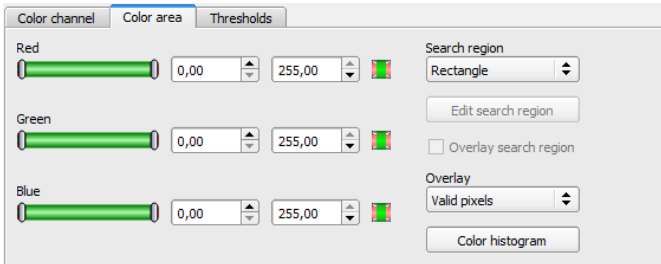 Color channel Color area Thresholds
Red
0,00 255,00
Green
0,00 255,00
Blue
0,00 255,00
Search region
Rectangle
Edit search region
Overlay search region
Overlay
Valid pixels
Color histogram